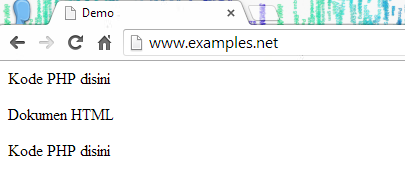 Demo
www.examples.net
Kode PHP disini
Dokumen HTML
Kode PHP disini